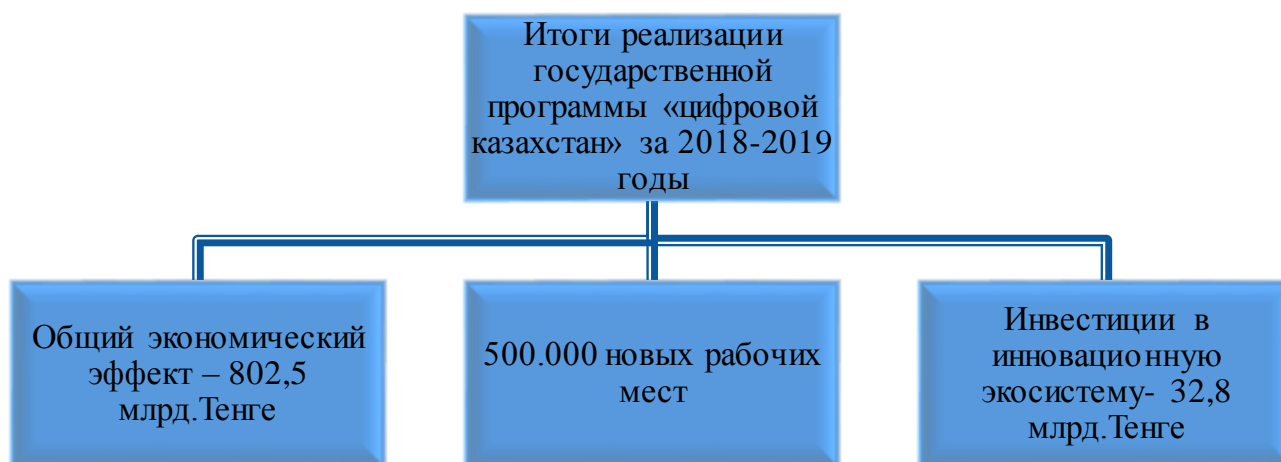 Итоги реализации
государственной
программы «цифровой
казахстан» за 2018-2019
годы
Общий экономический
эффект – 802,5
млрд.Тенге
500.000 новых рабочих
мест
Инвестиции в
инновационную
экосистему- 32,8
млрд.Тенге